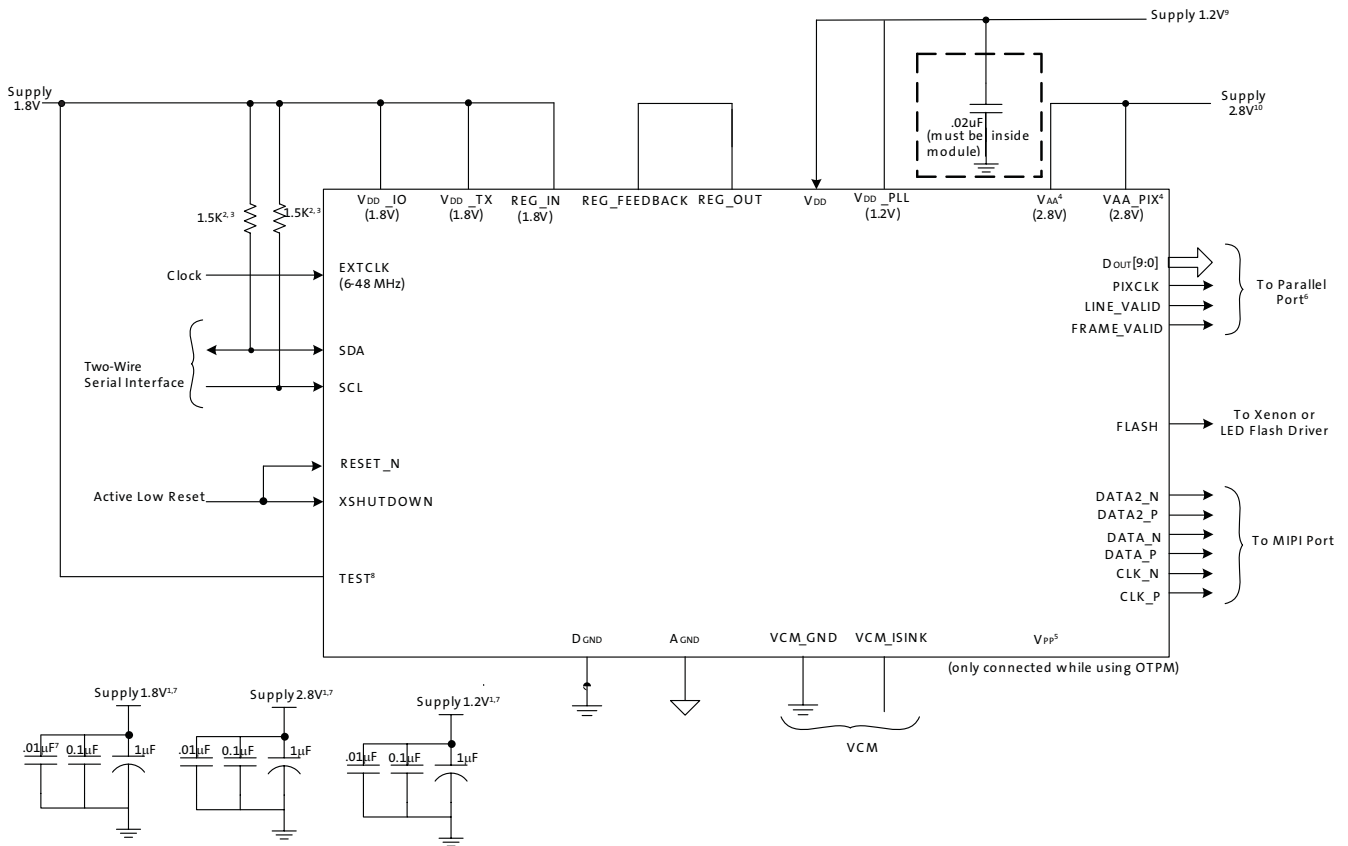 Supply 1.2V⁹
Supply
1.8V
Supply
2.8V¹⁰
.02uF
(must be inside
module)
VDD_IO
(1.8V)
VDD_TX
(1.8V)
REG_IN
(1.8V)
REG_FEEDBACK
REG_OUT
VDD
VDD_PLL
(1.2V)
VAA⁴
(2.8V)
VAA_PIX⁴
(2.8V)
1.5K²,³
1.5K²,³
Clock
EXTCLK
(6-48 MHz)
DOUT[9:0]
PIXCLK
LINE_VALID
FRAME_VALID
To Parallel
Port⁶
Two-Wire
Serial Interface
SDA
SCL
FLASH
To Xenon or
LED Flash Driver
Active Low Reset
RESET_N
XSHUTDOWN
DATA2_N
DATA2_P
DATA_N
DATA_P
CLK_N
CLK_P
To MIPI Port
TEST⁸
DGND
AGND
VCM_GND
VCM_ISINK
VPP⁵
(only connected while using OTPM)
VCM
Supply 1.8V¹,⁷
.01µF⁷
0.1µF
1µF
Supply 2.8V¹,⁷
.01µF
0.1µF
1µF
Supply 1.2V¹,⁷
.01µF
0.1µF
1µF